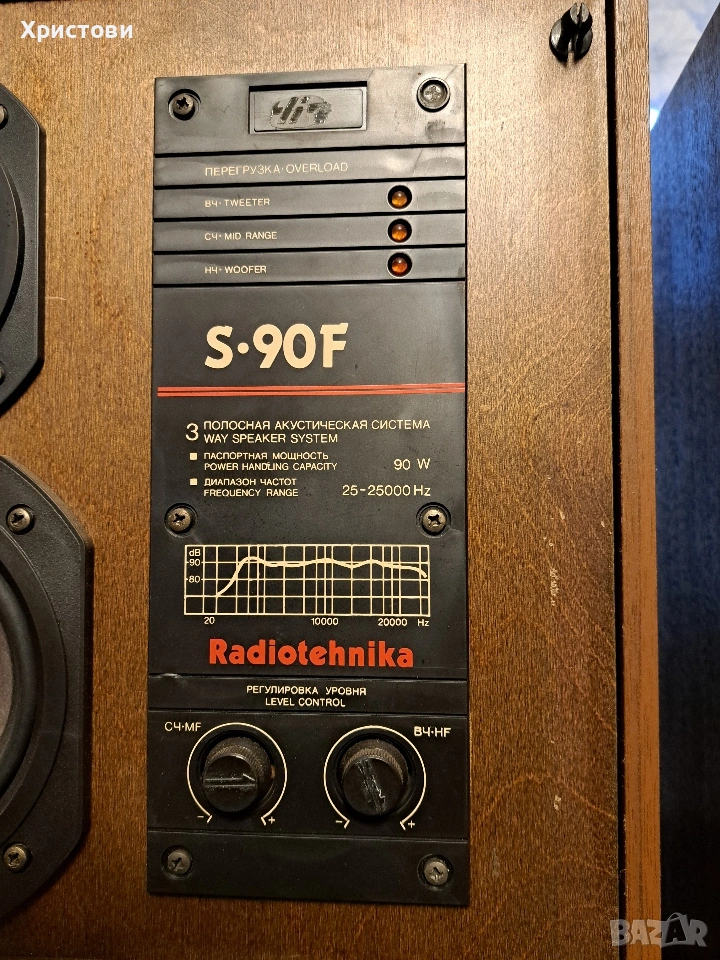 Христови
ПЕРЕГРУЗКА·OVERLOAD
ВЧ·TWEETER
СЧ·MID RANGE
НЧ·WOOFER
S·90F
3 ПОЛОСНАЯ АКУСТИЧЕСКАЯ СИСТЕМА
WAY SPEAKER SYSTEM
ПАСПОРТНАЯ МОЩНОСТЬ
POWER HANDLING CAPACITY 90 W
ДИАПАЗОН ЧАСТОТ
FREQUENCY RANGE 25-25000 Hz
dB
90
80
20 10000 20000 Hz
Radiotehnika
РЕГУЛИРОВКА УРОВНЯ
LEVEL CONTROL
СЧ·MF ВЧ·HF
- + - +
BAZAR